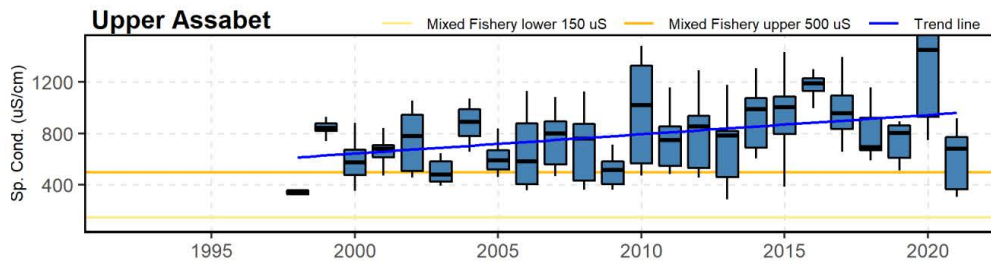 Upper Assabet
Mixed Fishery lower 150 uS Mixed Fishery upper 500 uS Trend line
Sp. Cond. (uS/cm)
1200
800
400
1995 2000 2005 2010 2015 2020